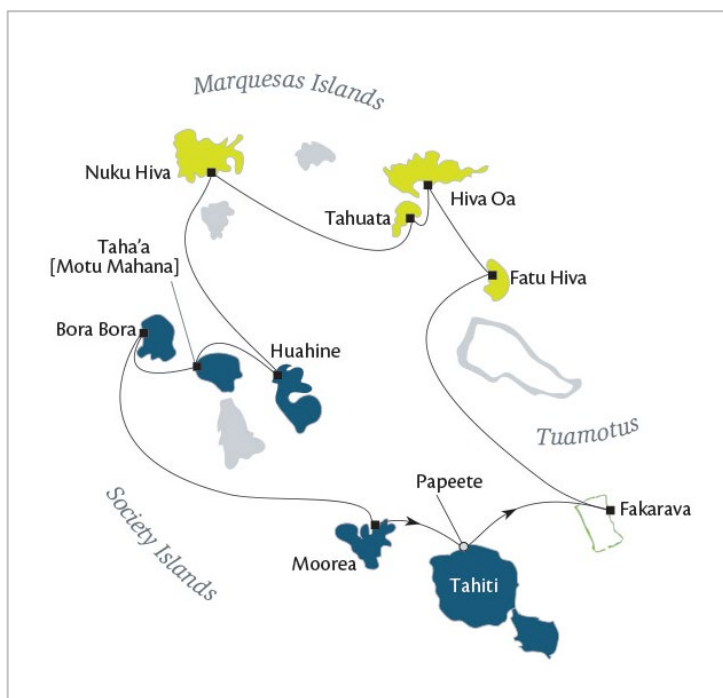 Marquesas Islands
Nuku Hiva
Hiva Oa
Tahuata
Taha'a
[Motu Mahana]
Fatu Hiva
Bora Bora
Huahine
Tuamotus
Society Islands
Papeete
Fakarava
Moorea
Tahiti